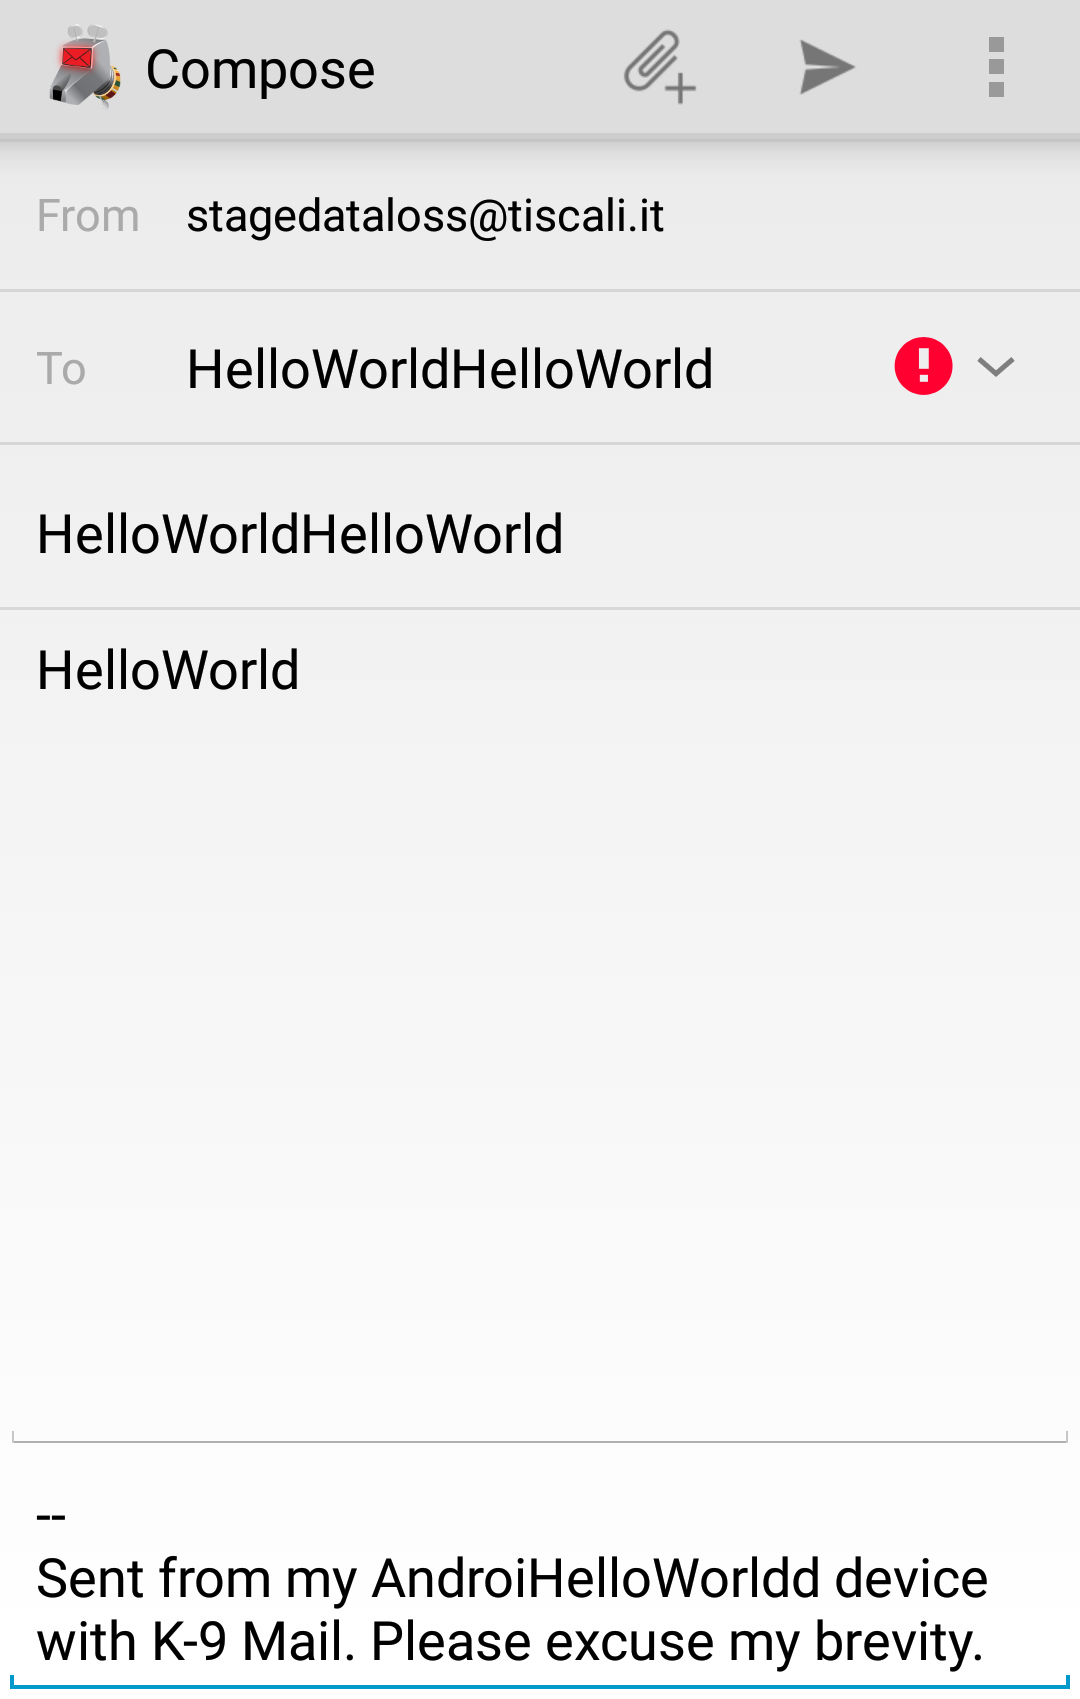 Compose
From stagedataloss@tiscali.it
To HelloWorldHelloWorld
HelloWorldHelloWorld
HelloWorld
--
Sent from my AndroiHelloWorldd device
with K-9 Mail. Please excuse my brevity.